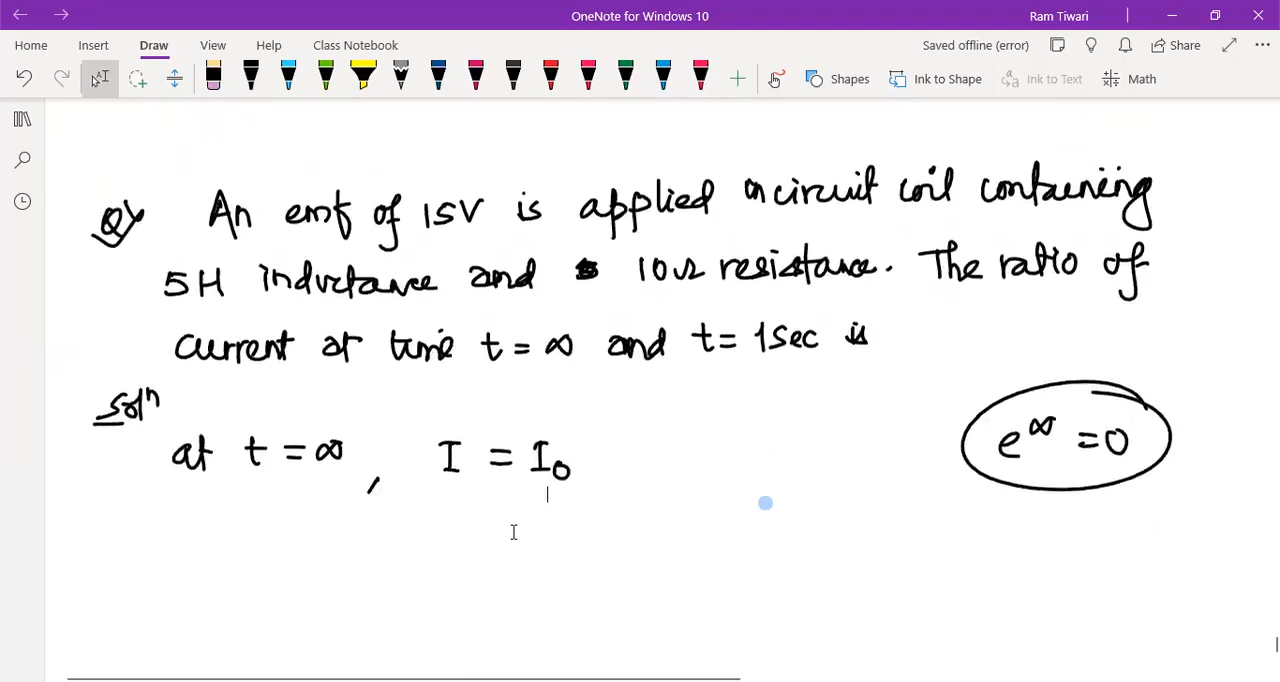 OneNote for Windows 10
Ram Tiwari
Home Insert Draw View Help Class Notebook
Saved offline (error) Share
Shapes Ink to Shape Ink to Text Math
Q> An emf of 15V is applied in circuit coil containing
5H inductance and 10Ω resistance. The ratio of
current at time t = ∞ and t = 1sec is
Solⁿ
at t = ∞ , I = I₀
e^∞ = 0